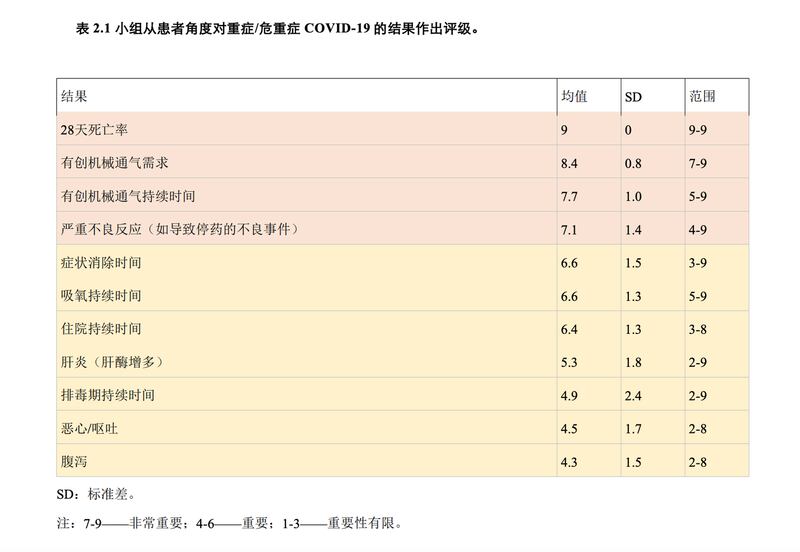 表 2.1 小组从患者角度对重症/危重症 COVID-19 的结果作出评级。
结果 均值 SD 范围
28天死亡率 9 0 9-9
有创机械通气需求 8.4 0.8 7-9
有创机械通气持续时间 7.7 1.0 5-9
严重不良反应（如导致停药的不良事件） 7.1 1.4 4-9
症状消除时间 6.6 1.5 3-9
吸氧持续时间 6.6 1.3 5-9
住院持续时间 6.4 1.3 3-8
肝炎（肝酶增多） 5.3 1.8 2-9
排毒期持续时间 4.9 2.4 2-9
恶心/呕吐 4.5 1.7 2-8
腹泻 4.3 1.5 2-8
SD：标准差。
注：7-9——非常重要；4-6——重要；1-3——重要性有限。